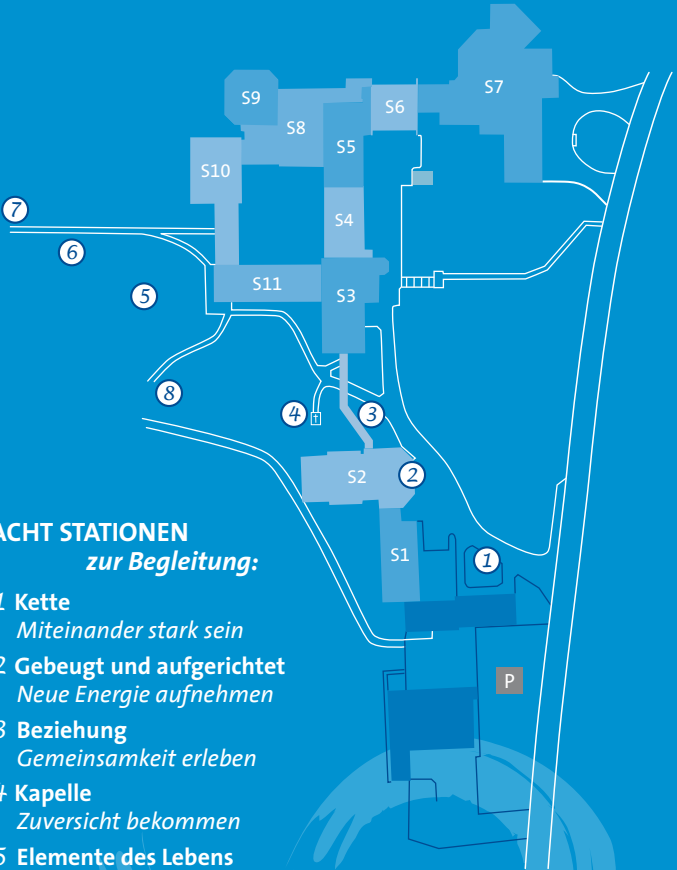 S7
S9
S6
S8
S5
S10
S4
7
6
S11
S3
5
8
4
3
S2
2
S1
1
P
ACHT STATIONEN
zur Begleitung:
1 Kette
Miteinander stark sein
2 Gebeugt und aufgerichtet
Neue Energie aufnehmen
3 Beziehung
Gemeinsamkeit erleben
4 Kapelle
Zuversicht bekommen
5 Elemente des Lebens